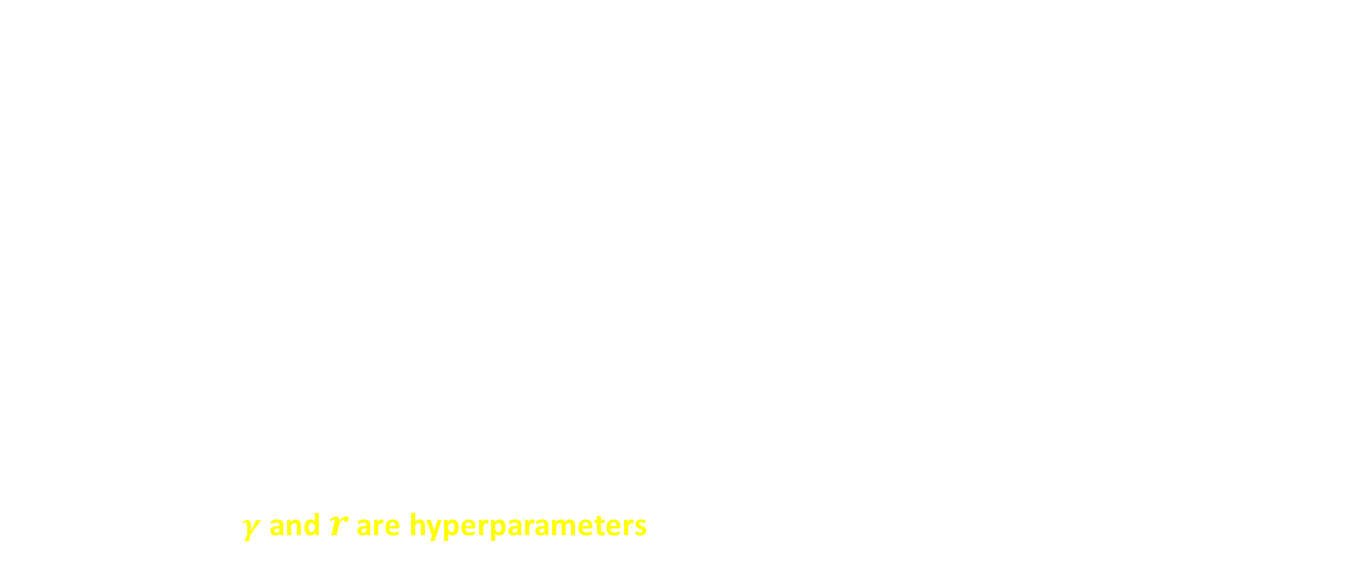 γ and r are hyperparameters